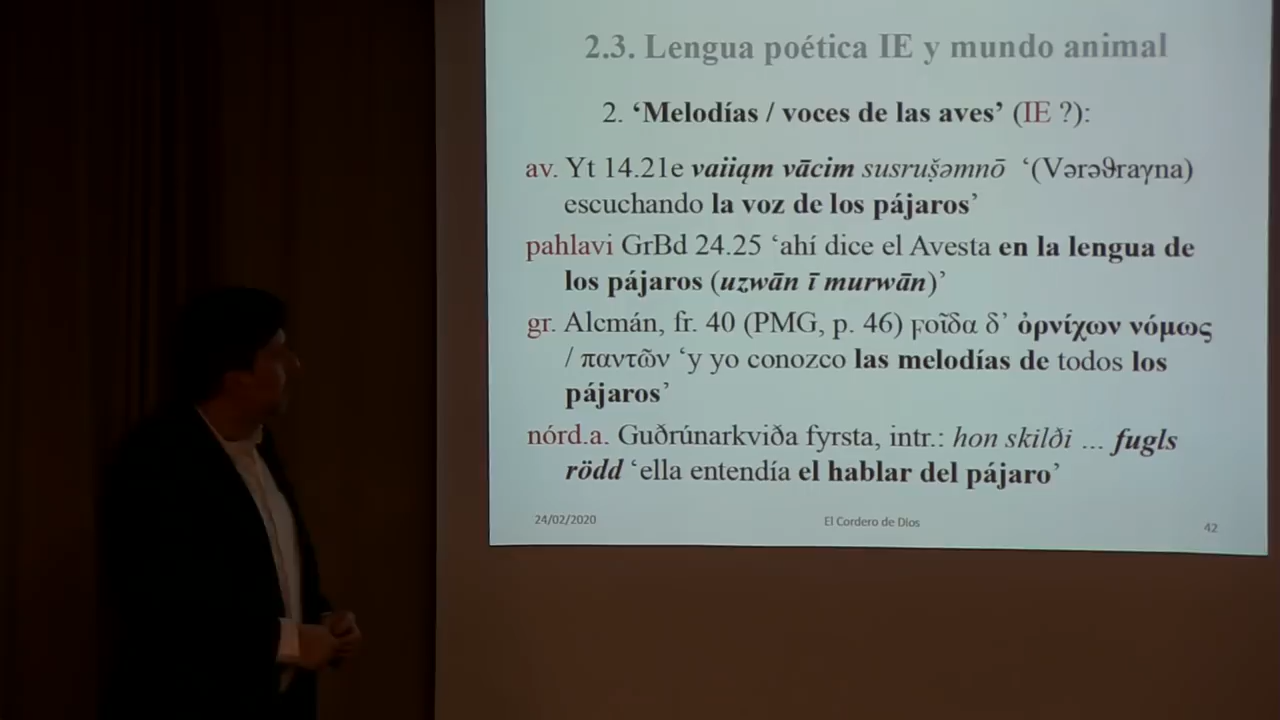 2.3. Lengua poética IE y mundo animal
2. ‘Melodías / voces de las aves’ (IE ?):
av. Yt 14.21e vaiiąm vācim susruṣ̌əmnō ‘(Vərəϑraγna)
escuchando la voz de los pájaros’
pahlavi GrBd 24.25 ‘ahí dice el Avesta en la lengua de
los pájaros (uzwān ī murwān)’
gr. Alcmán, fr. 40 (PMG, p. 46) ϝοῖδα δ’ ὀρνίχων νόμως
/ παντῶν ‘y yo conozco las melodías de todos los
pájaros’
nórd.a. Guðrúnarkviða fyrsta, intr.: hon skilði ... fugls
rödd ‘ella entendía el hablar del pájaro’
24/02/2020
El Cordero de Dios
42